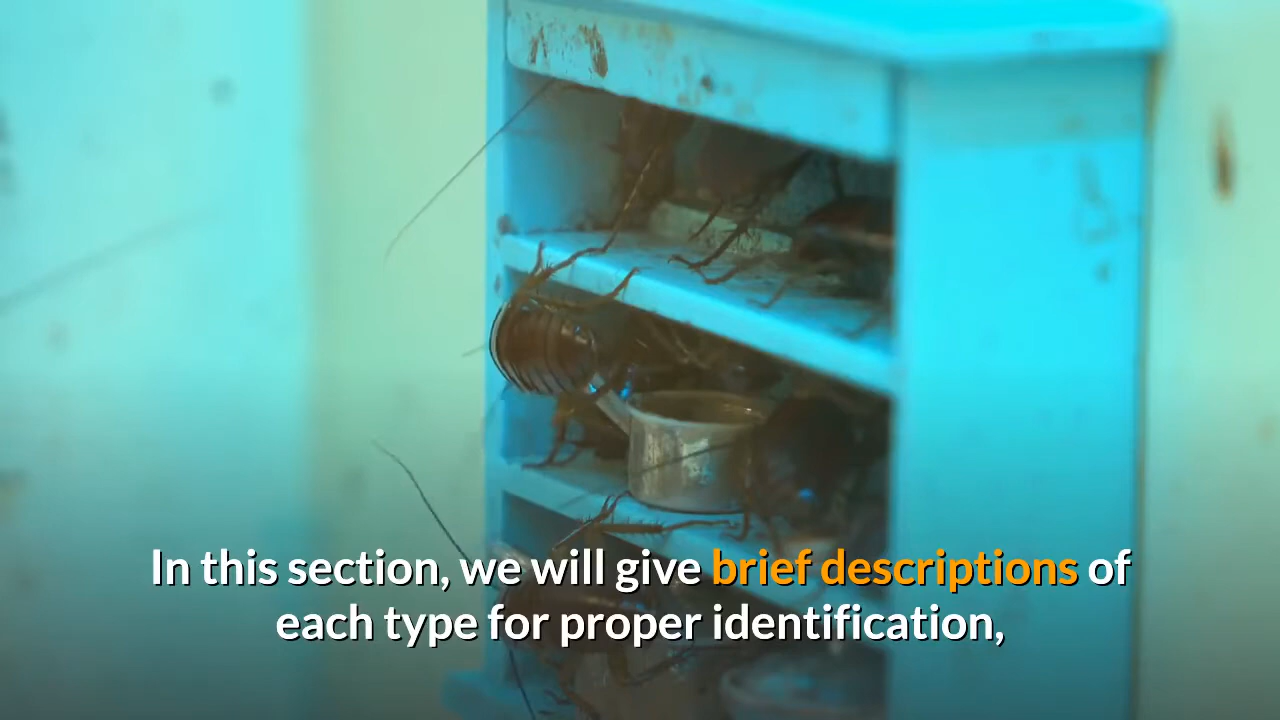 In this section, we will give brief descriptions of
each type for proper identification,